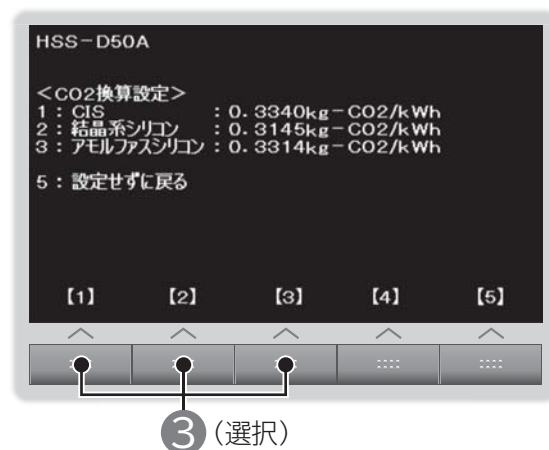 HSS-D50A
<CO2換算設定>
1：CIS：0.3340kg-CO2/kWh
2：結晶系シリコン：0.3145kg-CO2/kWh
3：アモルファスシリコン：0.3314kg-CO2/kWh
5：設定せずに戻る
【1】 【2】 【3】 【4】 【5】
3（選択）